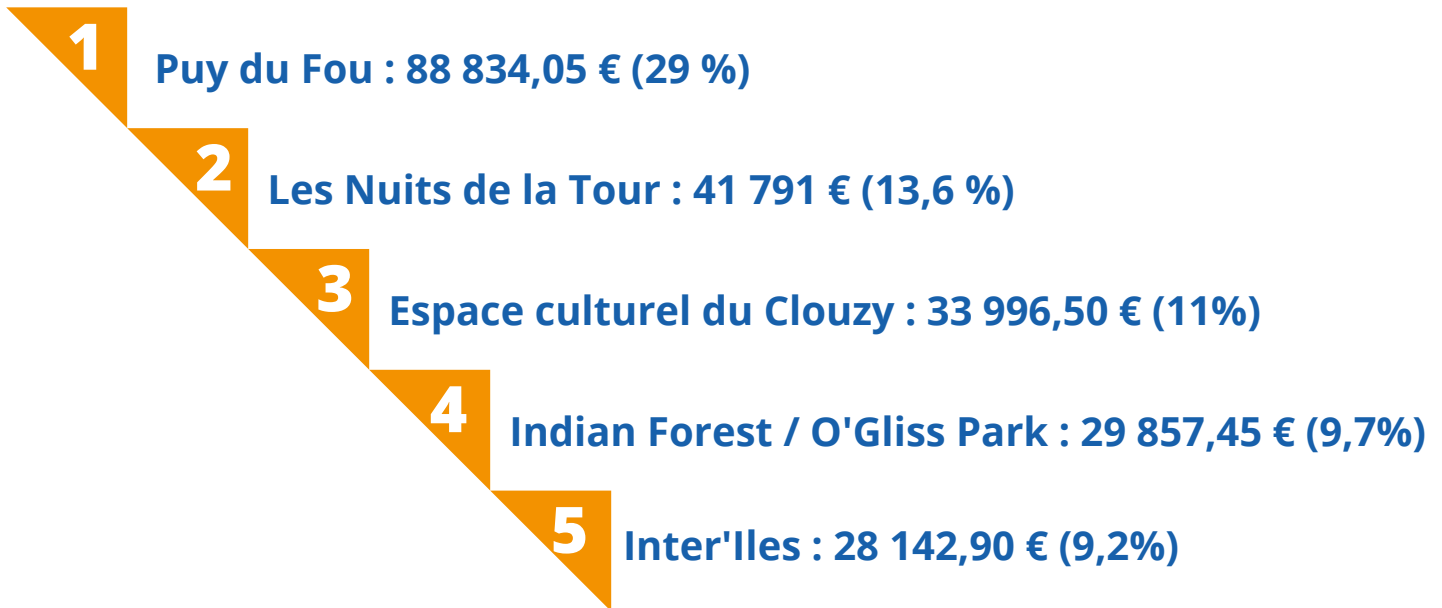 1
Puy du Fou : 88 834,05 € (29 %)
2
Les Nuits de la Tour : 41 791 € (13,6 %)
3
Espace culturel du Clouzy : 33 996,50 € (11%)
4
Indian Forest / O'Gliss Park : 29 857,45 € (9,7%)
5
Inter'Iles : 28 142,90 € (9,2%)